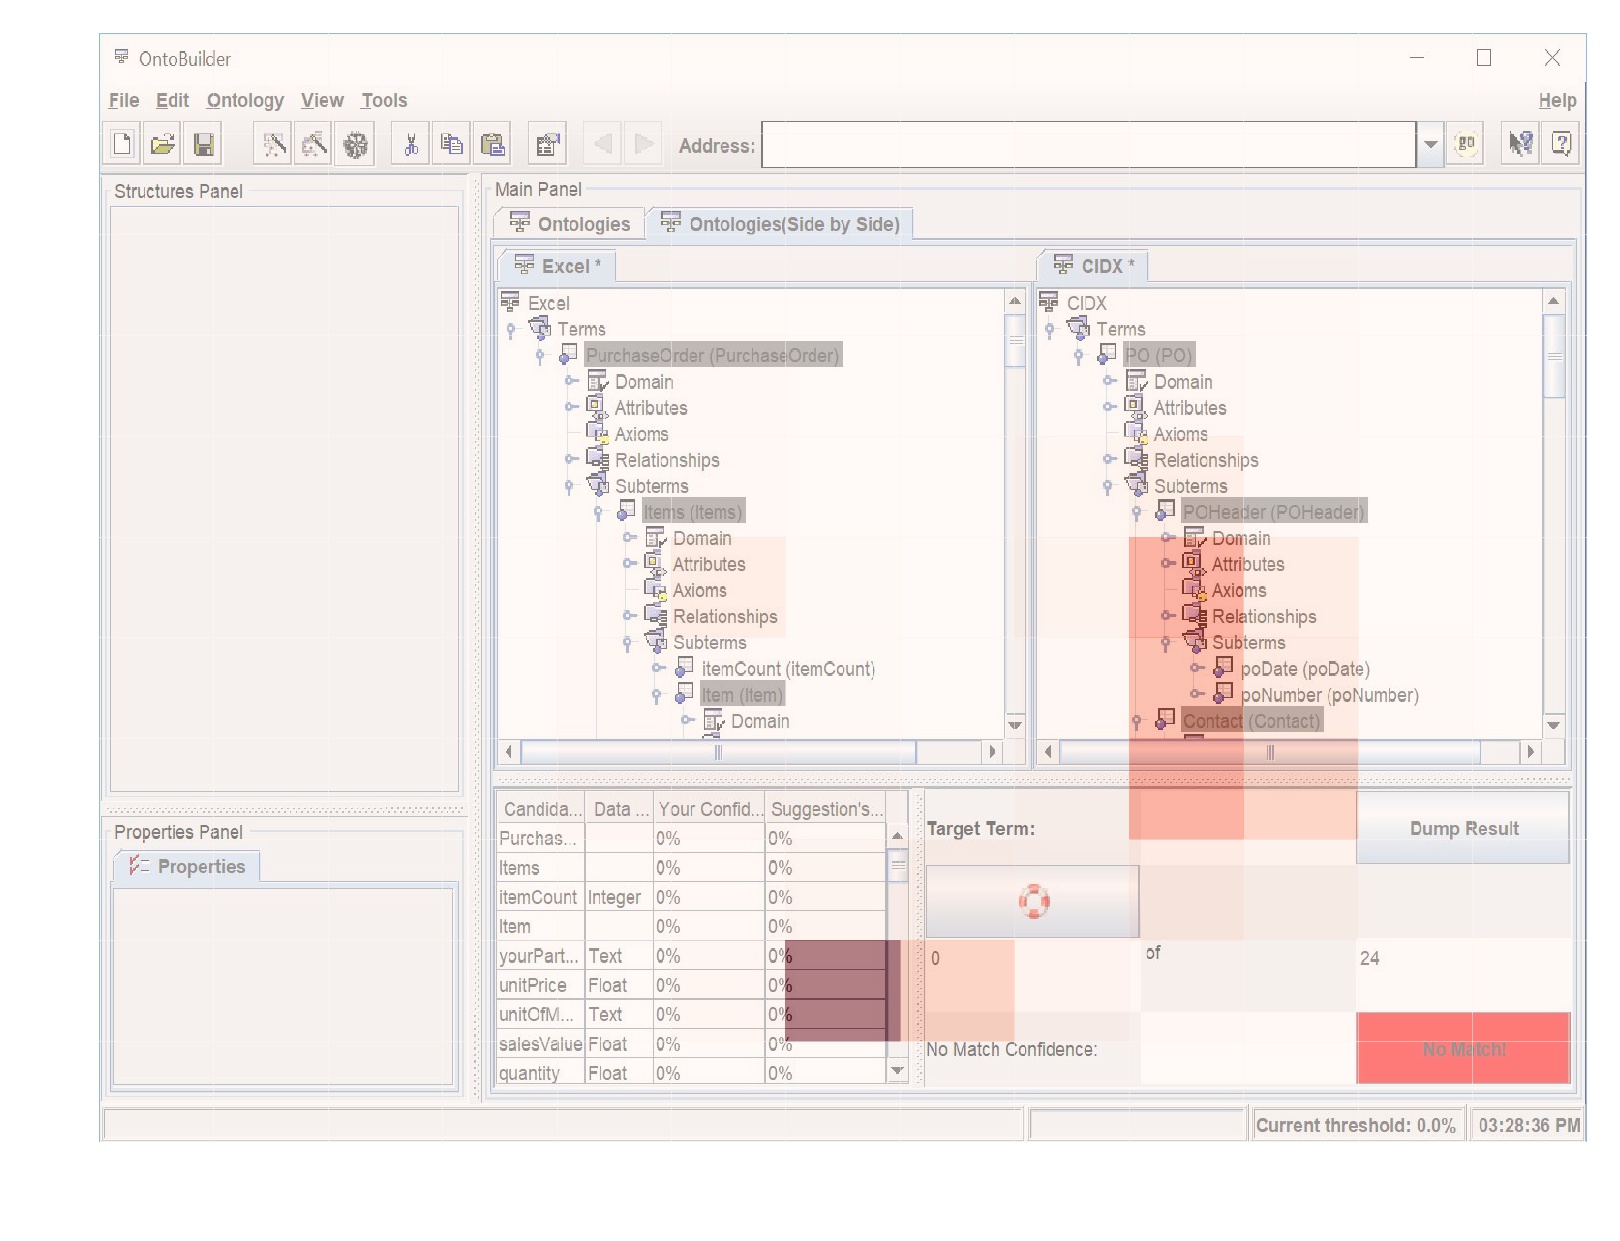 OntoBuilder
File Edit Ontology View Tools Help
Address: go
Structures Panel
Main Panel
Ontologies Ontologies(Side by Side)
Excel *
Excel
Terms
PurchaseOrder (PurchaseOrder)
Domain
Attributes
Axioms
Relationships
Subterms
Items (Items)
Domain
Attributes
Axioms
Relationships
Subterms
itemCount (itemCount)
Item (Item)
Domain
CIDX *
CIDX
Terms
PO (PO)
Domain
Attributes
Axioms
Relationships
Subterms
POHeader (POHeader)
Domain
Attributes
Axioms
Relationships
Subterms
poDate (poDate)
poNumber (poNumber)
Contact (Contact)
Properties Panel
Properties
Candida... Data ... Your Confid... Suggestion's...
Purchas... 0% 0%
Items 0% 0%
itemCount Integer 0% 0%
Item 0% 0%
yourPart... Text 0% 0%
unitPrice Float 0% 0%
unitOfM... Text 0% 0%
salesValue Float 0% 0%
quantity Float 0% 0%
Target Term: Dump Result
0 of 24
No Match Confidence: No Match!
Current threshold: 0.0% 03:28:36 PM